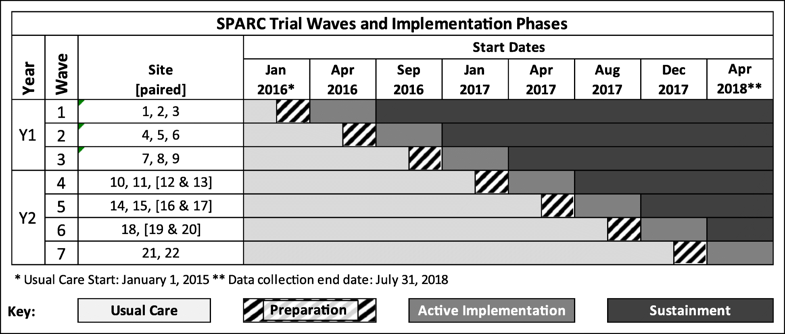 SPARC Trial Waves and Implementation Phases
Year Wave Site [paired] Start Dates
Jan 2016* Apr 2016 Sep 2016 Jan 2017 Apr 2017 Aug 2017 Dec 2017 Apr 2018**
Y1 1 1, 2, 3
2 4, 5, 6
3 7, 8, 9
Y2 4 10, 11, [12 & 13]
5 14, 15, [16 & 17]
6 18, [19 & 20]
7 21, 22
* Usual Care Start: January 1, 2015 ** Data collection end date: July 31, 2018
Key: Usual Care Preparation Active Implementation Sustainment